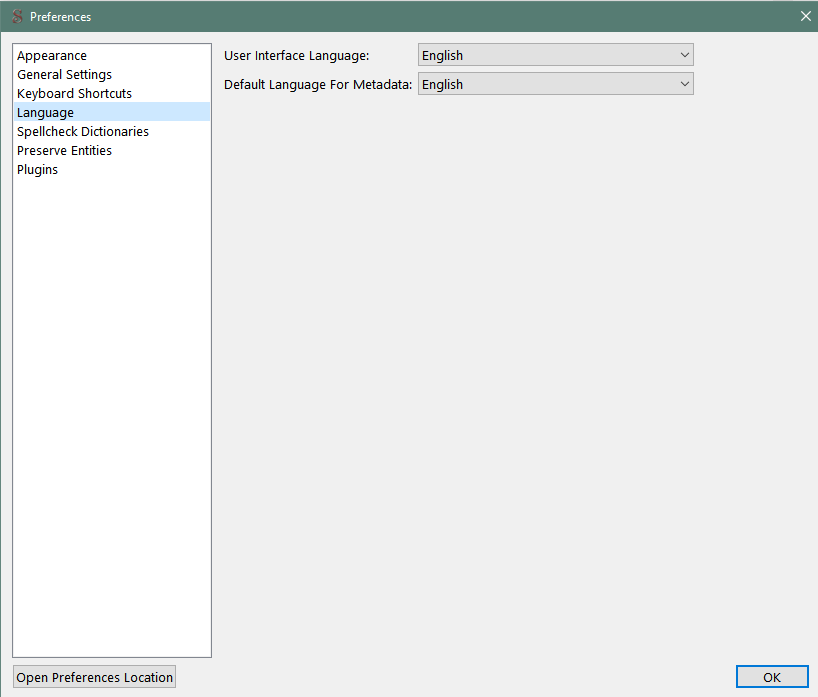 Preferences
Appearance
General Settings
Keyboard Shortcuts
Language
Spellcheck Dictionaries
Preserve Entities
Plugins
User Interface Language: English
Default Language For Metadata: English
Open Preferences Location
OK